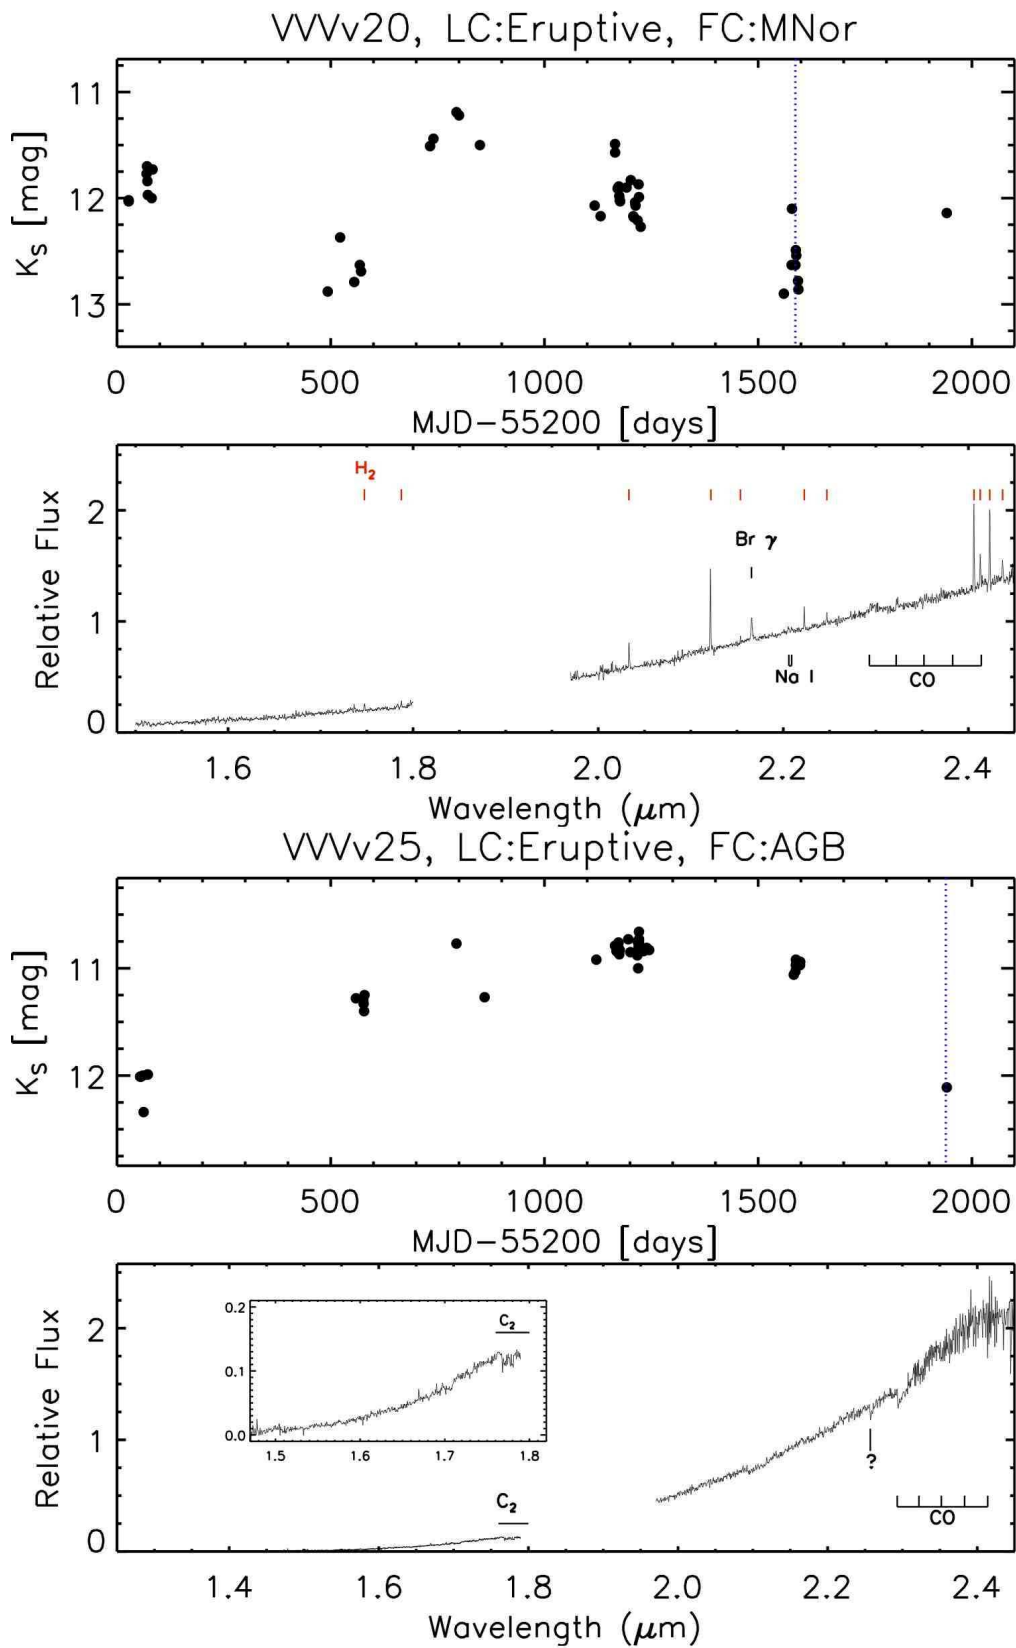 VVVv20, LC:Eruptive, FC:MNor
11
12
13
K_S [mag]
0 500 1000 1500 2000
MJD−55200 [days]
H₂
Br γ
Na I
CO
2
1
0
Relative Flux
1.6 1.8 2.0 2.2 2.4
Wavelength (μm)
VVVv25, LC:Eruptive, FC:AGB
11
12
K_S [mag]
0 500 1000 1500 2000
MJD−55200 [days]
0.2
0.1
0.0
C₂
1.5 1.6 1.7 1.8
C₂
?
CO
2
1
0
Relative Flux
1.4 1.6 1.8 2.0 2.2 2.4
Wavelength (μm)